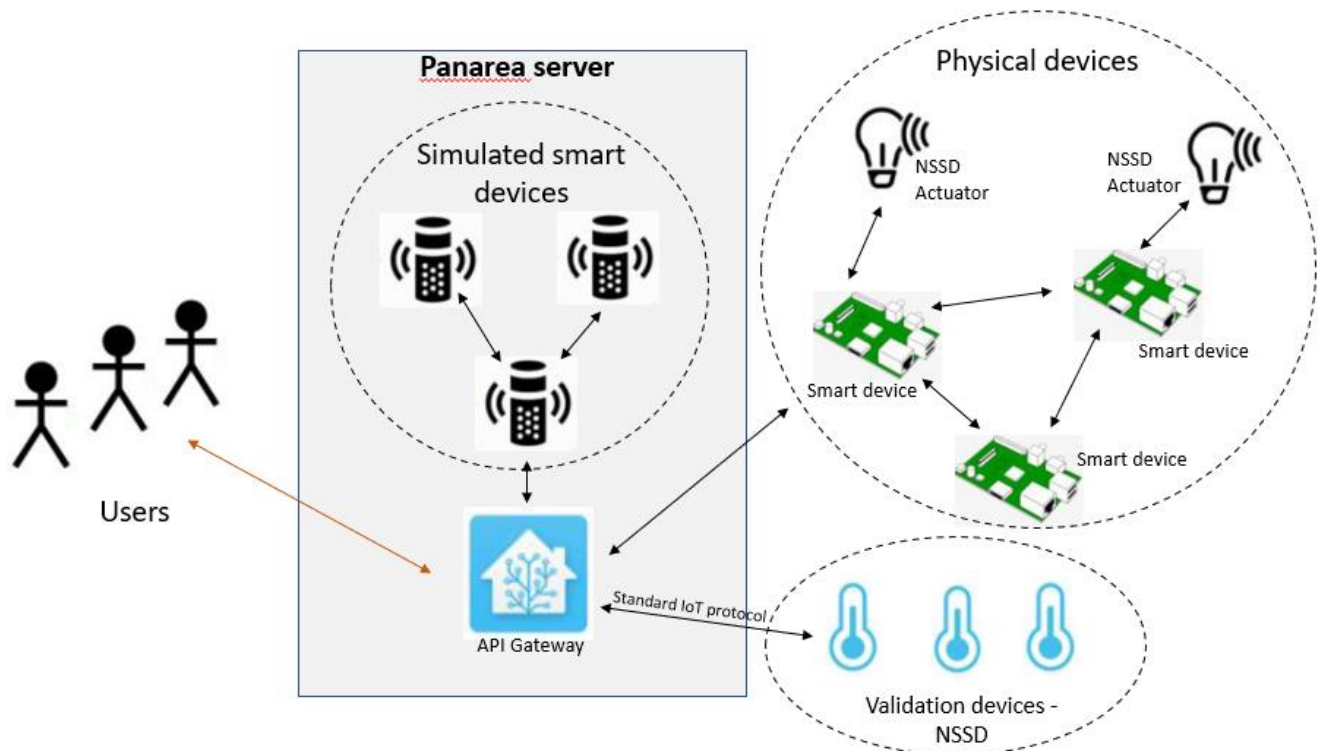 Panarea server
Simulated smart
devices
Physical devices
NSSD
Actuator
NSSD
Actuator
Smart device
Smart device
Smart device
Users
API Gateway
Standard IoT protocol
Validation devices -
NSSD